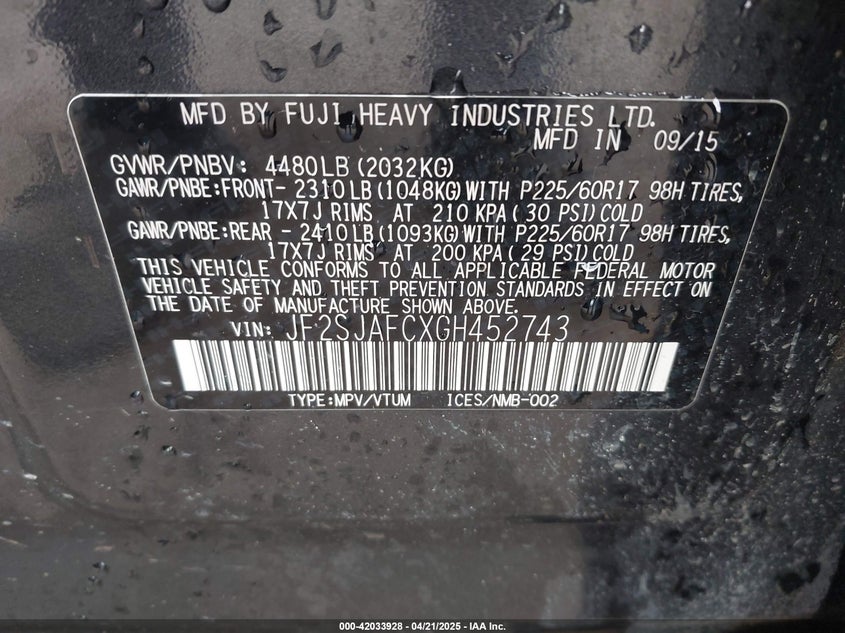 MFD BY FUJI HEAVY INDUSTRIES LTD.
MFD IN 09/15
GVWR/PNBV: 4480LB (2032KG)
GAWR/PNBE:FRONT- 2310LB (1048KG) WITH P225/60R17 98H TIRES,
17X7J RIMS AT 210 KPA ( 30 PSI) COLD
GAWR/PNBE:REAR - 2410LB (1093KG) WITH P225/60R17 98H TIRES,
17X7J RIMS AT 200 KPA ( 29 PSI) COLD
THIS VEHICLE CONFORMS TO ALL APPLICABLE FEDERAL MOTOR
VEHICLE SAFETY AND THEFT PREVENTION STANDARDS IN EFFECT ON
THE DATE OF MANUFACTURE SHOWN ABOVE.
VIN: JF2SJAFCXGH452743
TYPE:MPV/VTUM ICES/NMB-002
000-42033928 - 04/21/2025 - IAA Inc.